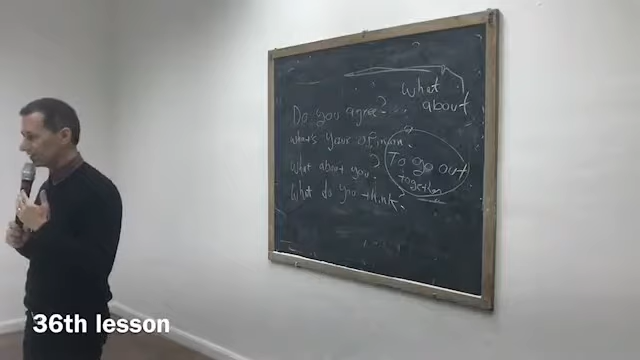 what
about
Do you agree?
what's your opinion.
What about you?
What do you think?
To go out
together
36th lesson